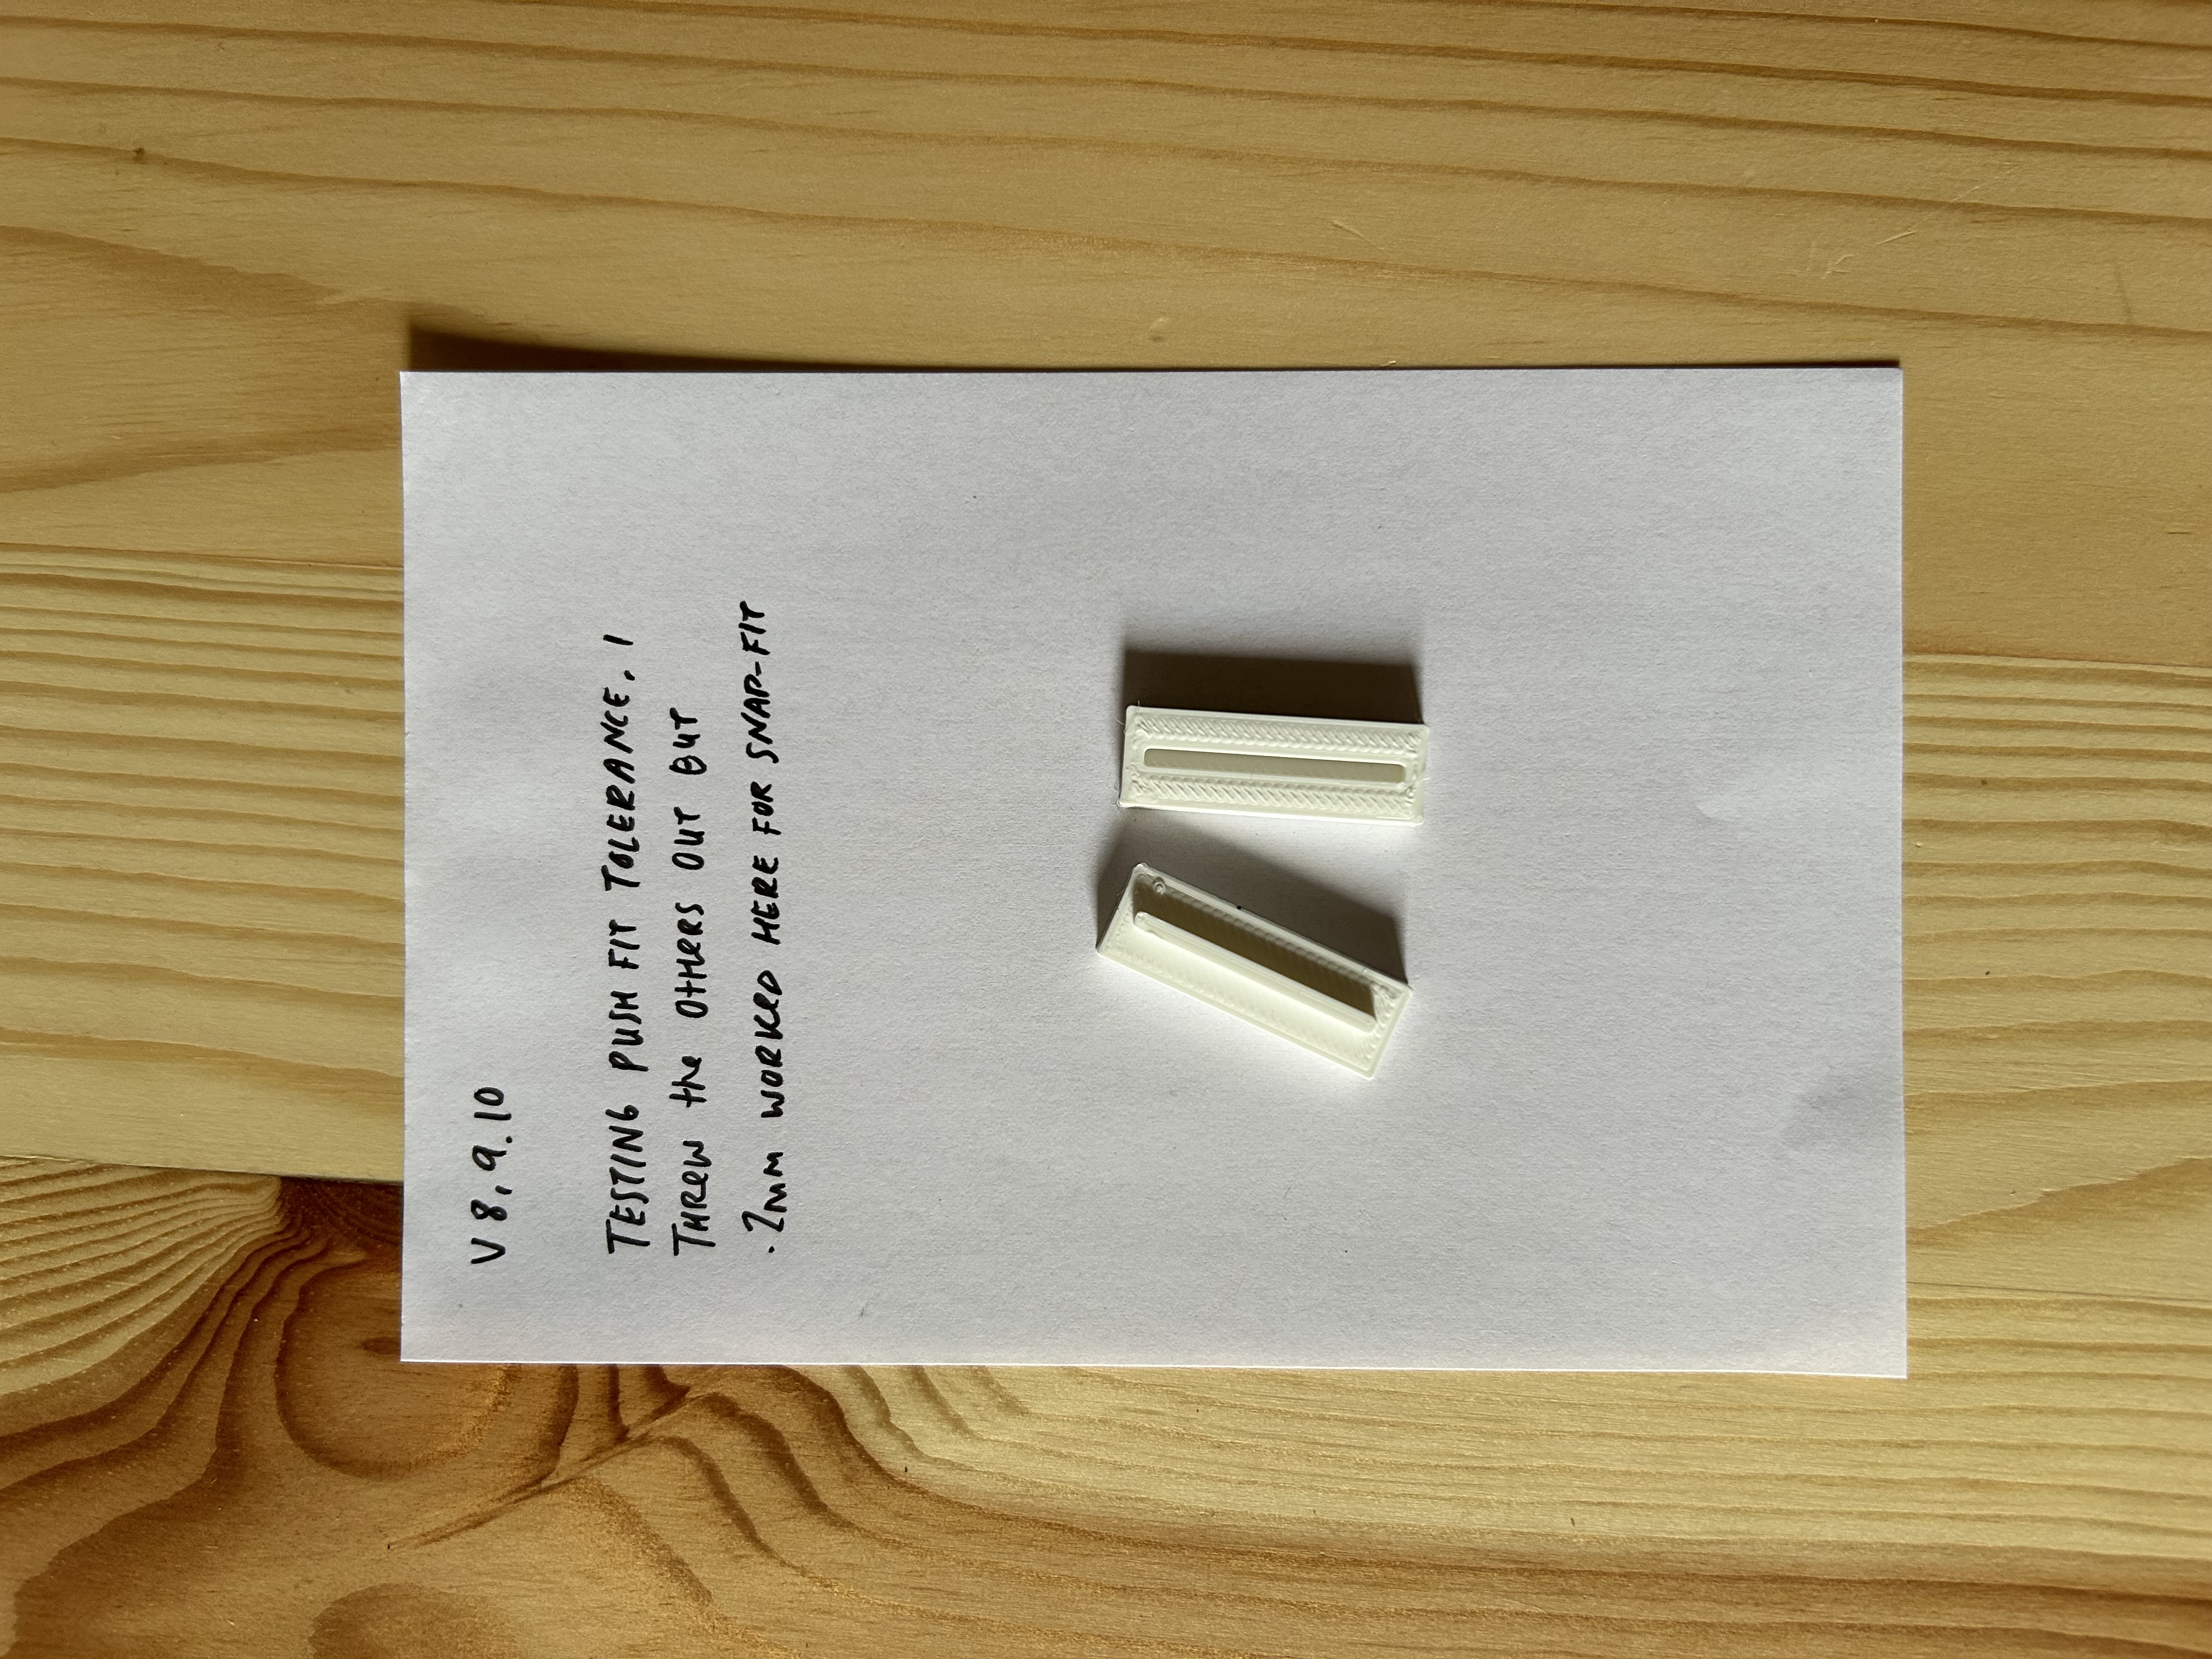 V 8, 9. 10
TESTING PUSH FIT TOLERANCE. I
THREW the OTHERS OUT BUT
.2mm WORKED HERE FOR SNAP-FIT